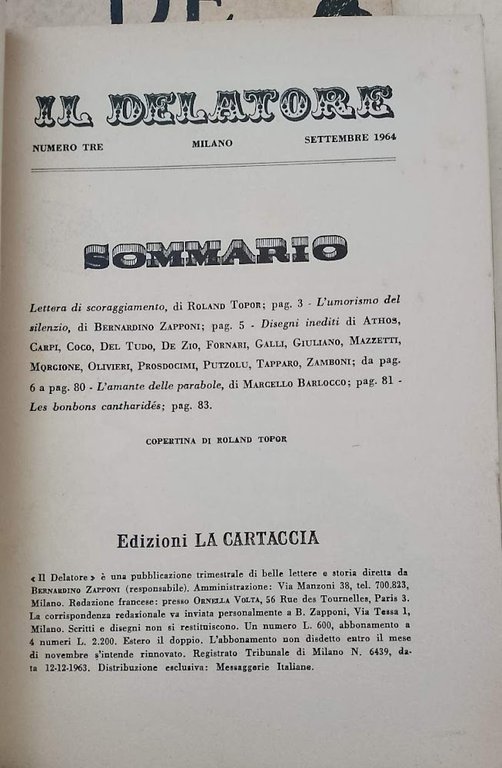 DE
IL DELATORE
NUMERO TRE MILANO SETTEMBRE 1964
SOMMARIO
Lettera di scoraggiamento, di ROLAND TOPOR; pag. 3 - L'umorismo del
silenzio, di BERNARDINO ZAPPONI; pag. 5 - Disegni inediti di ATHOS,
CARPI, COCO, DEL TUDO, DE ZIO, FORNARI, GALLI, GIULIANO, MAZZETTI,
MORGIONE, OLIVIERI, PROSDOCIMI, PUTZOLU, TAPPARO, ZAMBONI; da pag.
6 a pag. 80 - L'amante delle parabole, di MARCELLO BARLOCCO; pag. 81 -
Les bonbons cantharidés; pag. 83.
COPERTINA DI ROLAND TOPOR
Edizioni LA CARTACCIA
« Il Delatore » è una pubblicazione trimestrale di belle lettere e storia diretta da
BERNARDINO ZAPPONI (responsabile). Amministrazione: Via Manzoni 38, tel. 700.823,
Milano. Redazione francese: presso ORNELLA VOLTA, 56 Rue des Tournelles, Paris 3.
La corrispondenza redazionale va inviata personalmente a B. Zapponi, Via Tessa 1,
Milano. Scritti e disegni non si restituiscono. Un numero L. 600, abbonamento a
4 numeri L. 2.200. Estero il doppio. L'abbonamento non disdetto entro il mese
di novembre s'intende rinnovato. Registrato Tribunale di Milano N. 6439, da-
ta 12-12-1963. Distribuzione esclusiva: Messaggerie Italiane.